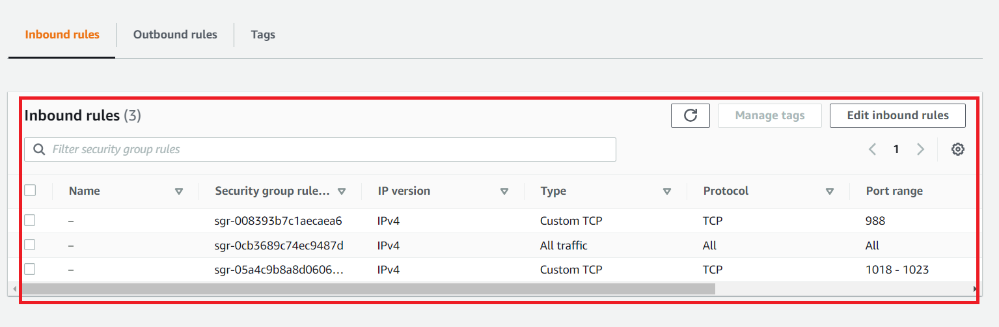 Inbound rules Outbound rules Tags
Inbound rules (3) Manage tags Edit inbound rules
Filter security group rules 1
Name Security group rule... IP version Type Protocol Port range
– sgr-008393b7c1aecaea6 IPv4 Custom TCP TCP 988
– sgr-0cb3689c74ec9487d IPv4 All traffic All All
– sgr-05a4c9b8a8d0606... IPv4 Custom TCP TCP 1018 - 1023